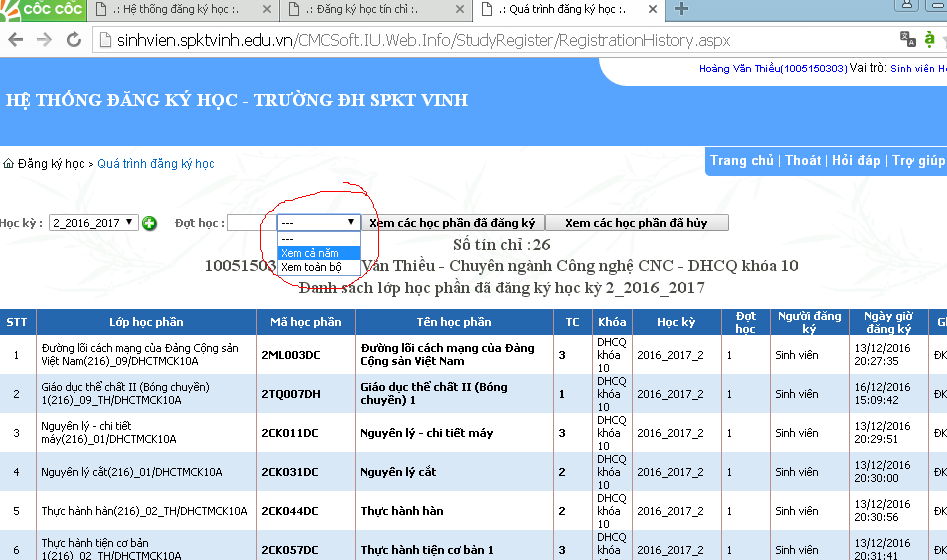 cốc cốc
.: Hệ thống đăng ký học :.
.: Đăng ký học tín chỉ :.
.: Quá trình đăng ký học :.
sinhvien.spktvinh.edu.vn/CMCSoft.IU.Web.Info/StudyRegister/RegistrationHistory.aspx
Hoàng Văn Thiều(1005150303) Vai trò: Sinh viên
HỆ THỐNG ĐĂNG KÝ HỌC - TRƯỜNG ĐH SPKT VINH
Đăng ký học > Quá trình đăng ký học
Trang chủ | Thoát | Hỏi đáp | Trợ giúp
Học kỳ : 2_2016_2017 Đợt học : --- Xem các học phần đã đăng ký Xem các học phần đã hủy
---
Xem cả năm
Xem toàn bộ
Số tín chỉ :26
10051503 Văn Thiều - Chuyên ngành Công nghệ CNC - DHCQ khóa 10
Danh sách lớp học phần đã đăng ký học kỳ 2_2016_2017
STT Lớp học phần Mã học phần Tên học phần TC Khóa Học kỳ Đợt học Người đăng ký Ngày giờ đăng ký
1 Đường lối cách mạng của Đảng Cộng sản Việt Nam(216)_09/DHCTMCK10A 2ML003DC Đường lối cách mạng của Đảng Cộng sản Việt Nam 3 DHCQ khóa 10 2016_2017_2 1 Sinh viên 13/12/2016 20:27:35 ĐK
2 Giáo dục thể chất II (Bóng chuyền) 1(216)_09_TH/DHCTMCK10A 2TQ007DH Giáo dục thể chất II (Bóng chuyền) 1 1 DHCQ khóa 10 2016_2017_2 1 Sinh viên 16/12/2016 15:09:42 ĐK
3 Nguyên lý - chi tiết máy(216)_01/DHCTMCK10A 2CK011DC Nguyên lý - chi tiết máy 3 DHCQ khóa 10 2016_2017_2 1 Sinh viên 13/12/2016 20:29:51 ĐK
4 Nguyên lý cắt(216)_01/DHCTMCK10A 2CK031DC Nguyên lý cắt 2 DHCQ khóa 10 2016_2017_2 1 Sinh viên 13/12/2016 20:30:00 ĐK
5 Thực hành hàn(216)_02_TH/DHCTMCK10A 2CK044DC Thực hành hàn 2 DHCQ khóa 10 2016_2017_2 1 Sinh viên 13/12/2016 20:30:56 ĐK
6 Thực hành tiện cơ bản 1(216)_02_TH/DHCTMCK10A 2CK057DC Thực hành tiện cơ bản 1 3 DHCQ khóa 10 2016_2017_2 1 Sinh viên 13/12/2016 20:31:41 ĐK